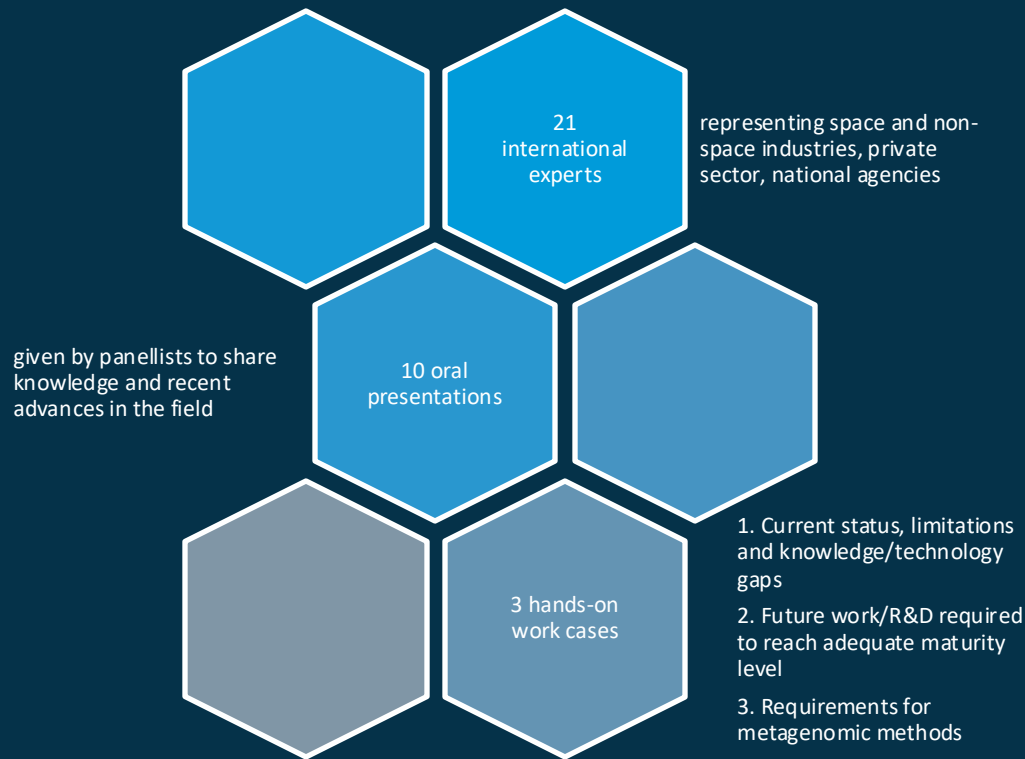 21
international
experts
representing space and non-
space industries, private
sector, national agencies
given by panellists to share
knowledge and recent
advances in the field
10 oral
presentations
3 hands-on
work cases
1. Current status, limitations
and knowledge/technology
gaps
2. Future work/R&D required
to reach adequate maturity
level
3. Requirements for
metagenomic methods